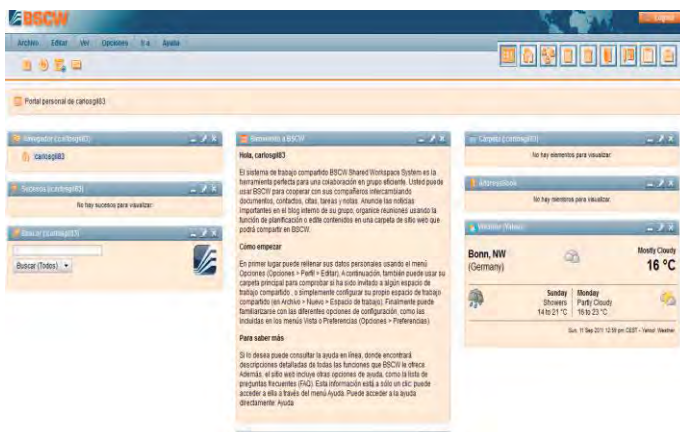 BSCW
Logout
Archivo Editar Ver Opciones Ir a Ayuda
Portal personal de carlosgil83
Navegador (carlosgil83)
carlosgil83
Sucesos (carlosgil83)
No hay sucesos para visualizar.
Buscar (carlosgil83)
Buscar (Todos)
Bienvenido a BSCW
Hola, carlosgil83
El sistema de trabajo compartido BSCW Shared Workspace System es la
herramienta perfecta para una colaboración en grupo eficiente. Usted puede
usar BSCW para cooperar con sus compañeros intercambiando
documentos, contactos, citas, tareas y notas. Anuncie las noticias
importantes en el blog interno de su grupo, organice reuniones usando la
función de planificación o edite contenidos en una carpeta de sitio web que
podrá compartir en BSCW.
Cómo empezar
En primer lugar puede rellenar sus datos personales usando el menú
Opciones (Opciones > Perfil > Editar). A continuación, también puede usar su
carpeta principal para comprobar si ha sido invitado a algún espacio de
trabajo compartido , o simplemente configurar su propio espacio de trabajo
compartido (en Archivo > Nuevo > Espacio de trabajo). Finalmente puede
familiarizarse con las diferentes opciones de configuración, como las
incluidas en los menús Vista o Preferencias (Opciones > Preferencias).
Para saber más
Si lo desea puede consultar la ayuda en línea, donde encontrará
descripciones detalladas de todas las funciones que BSCW le ofrece.
Además, el sitio web incluye otras opciones de ayuda, como la lista de
preguntas frecuentes (FAQ). Esta información está a sólo un clic: puede
acceder a ella a través del menú Ayuda. Puede acceder a la ayuda
directamente: Ayuda
Carpeta (carlosgil83)
No hay elementos para visualizar.
Addressbook
No hay miembros para visualizar.
Weather (Yahoo)
Bonn, NW
(Germany)
Mostly Cloudy
16 °C
Sunday
Showers
14 to 21 °C
Monday
Partly Cloudy
16 to 23 °C
Sun, 11 Sep 2011 12:59 pm CEST - Yahoo! Weather